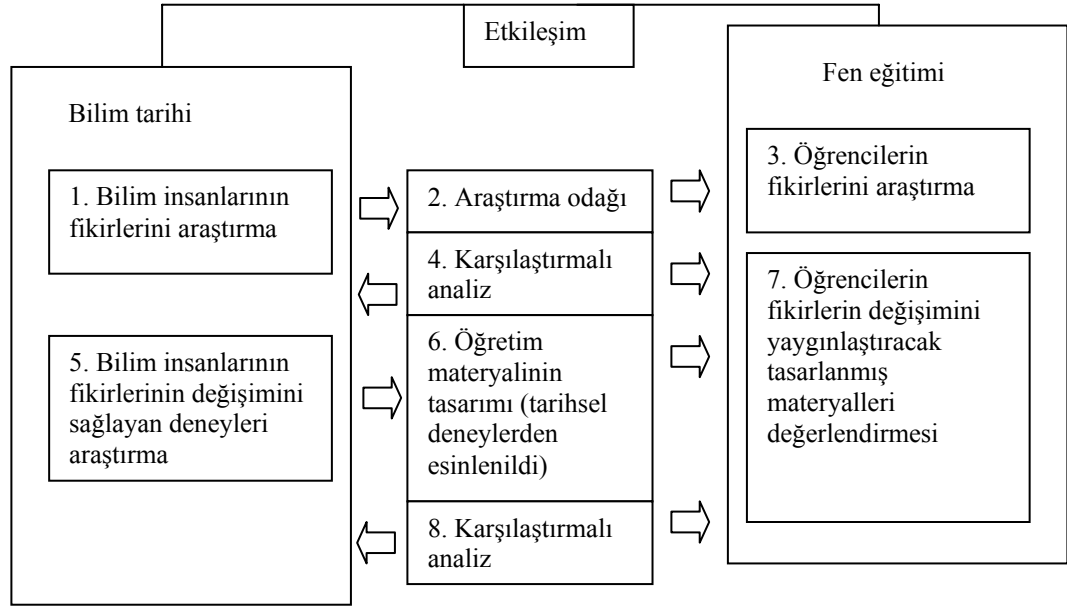 Etkileşim
Bilim tarihi
Fen eğitimi
1. Bilim insanlarının
fikirlerini araştırma
2. Araştırma odağı
3. Öğrencilerin
fikirlerini araştırma
4. Karşılaştırmalı
analiz
5. Bilim insanlarının
fikirlerinin değişimini
sağlayan deneyleri
araştırma
6. Öğretim
materyalinin
tasarımı (tarihsel
deneylerden
esinlenildi)
7. Öğrencilerin
fikirlerin değişimini
yaygınlaştıracak
tasarlanmış
materyalleri
değerlendirmesi
8. Karşılaştırmalı
analiz